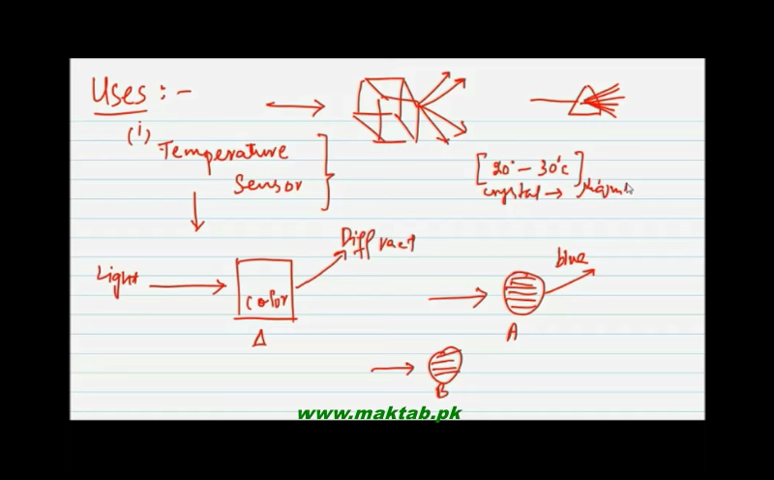 Uses :-
(i)
Temperature
Sensor
[20° – 30°c]
crystal →
Diffract
Light
color
blue
Δ
A
B
www.maktab.pk